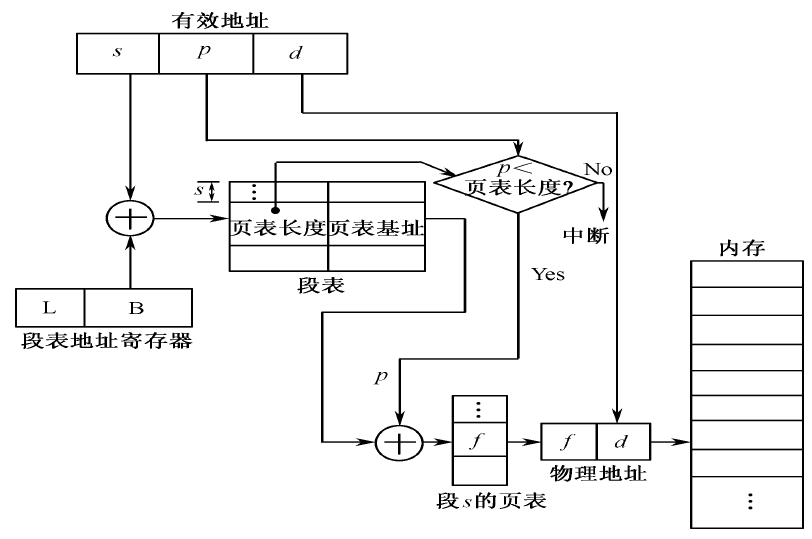 有效地址
s p d
p<
No
页表长度?
s
⋮
页表长度 页表基址
中断
内存
段表
Yes
L B
段表地址寄存器
p
⋮
f
f d
物理地址
段s的页表
⋮